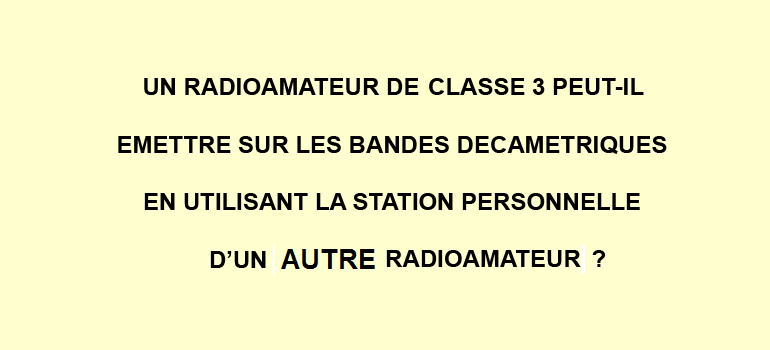 UN RADIOAMATEUR DE CLASSE 3 PEUT-IL
EMETTRE SUR LES BANDES DECAMETRIQUES
EN UTILISANT LA STATION PERSONNELLE
D’UN AUTRE RADIOAMATEUR ?